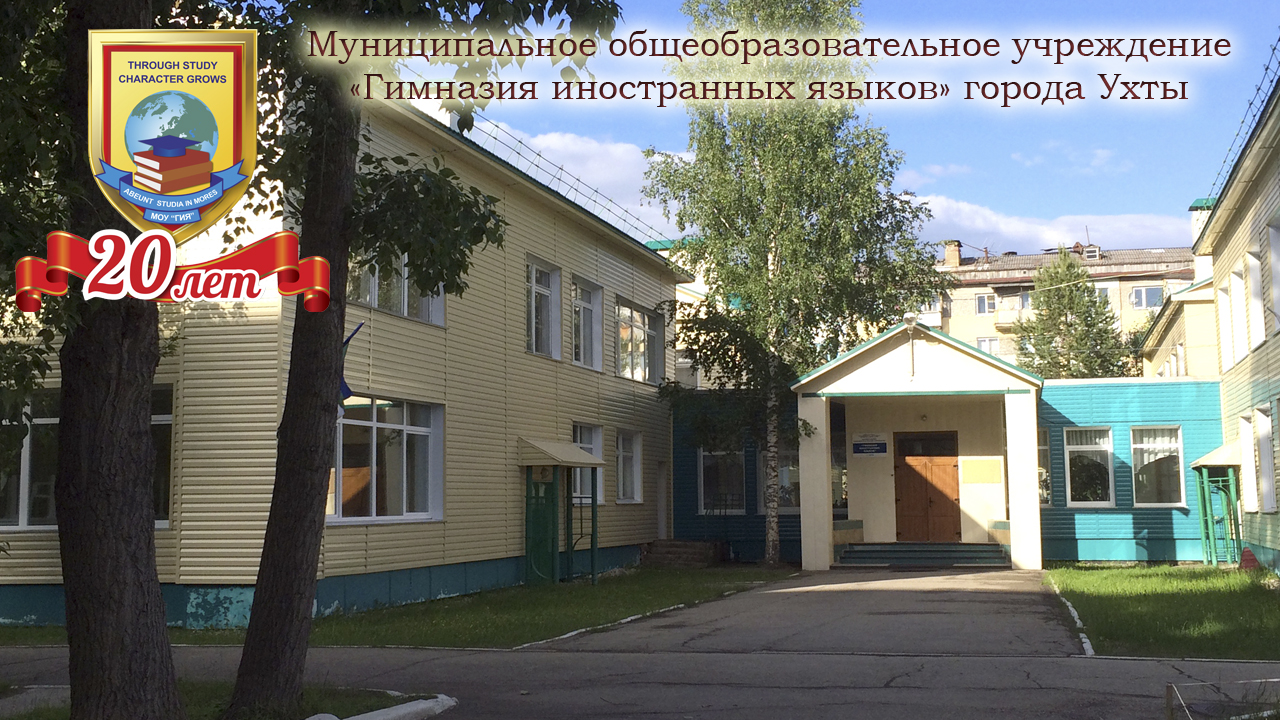 Муниципальное общеобразовательное учреждение
«Гимназия иностранных языков» города Ухты
THROUGH STUDY
CHARACTER GROWS
ABEUNT STUDIA IN MORES
МОУ "ГИЯ"
20 лет